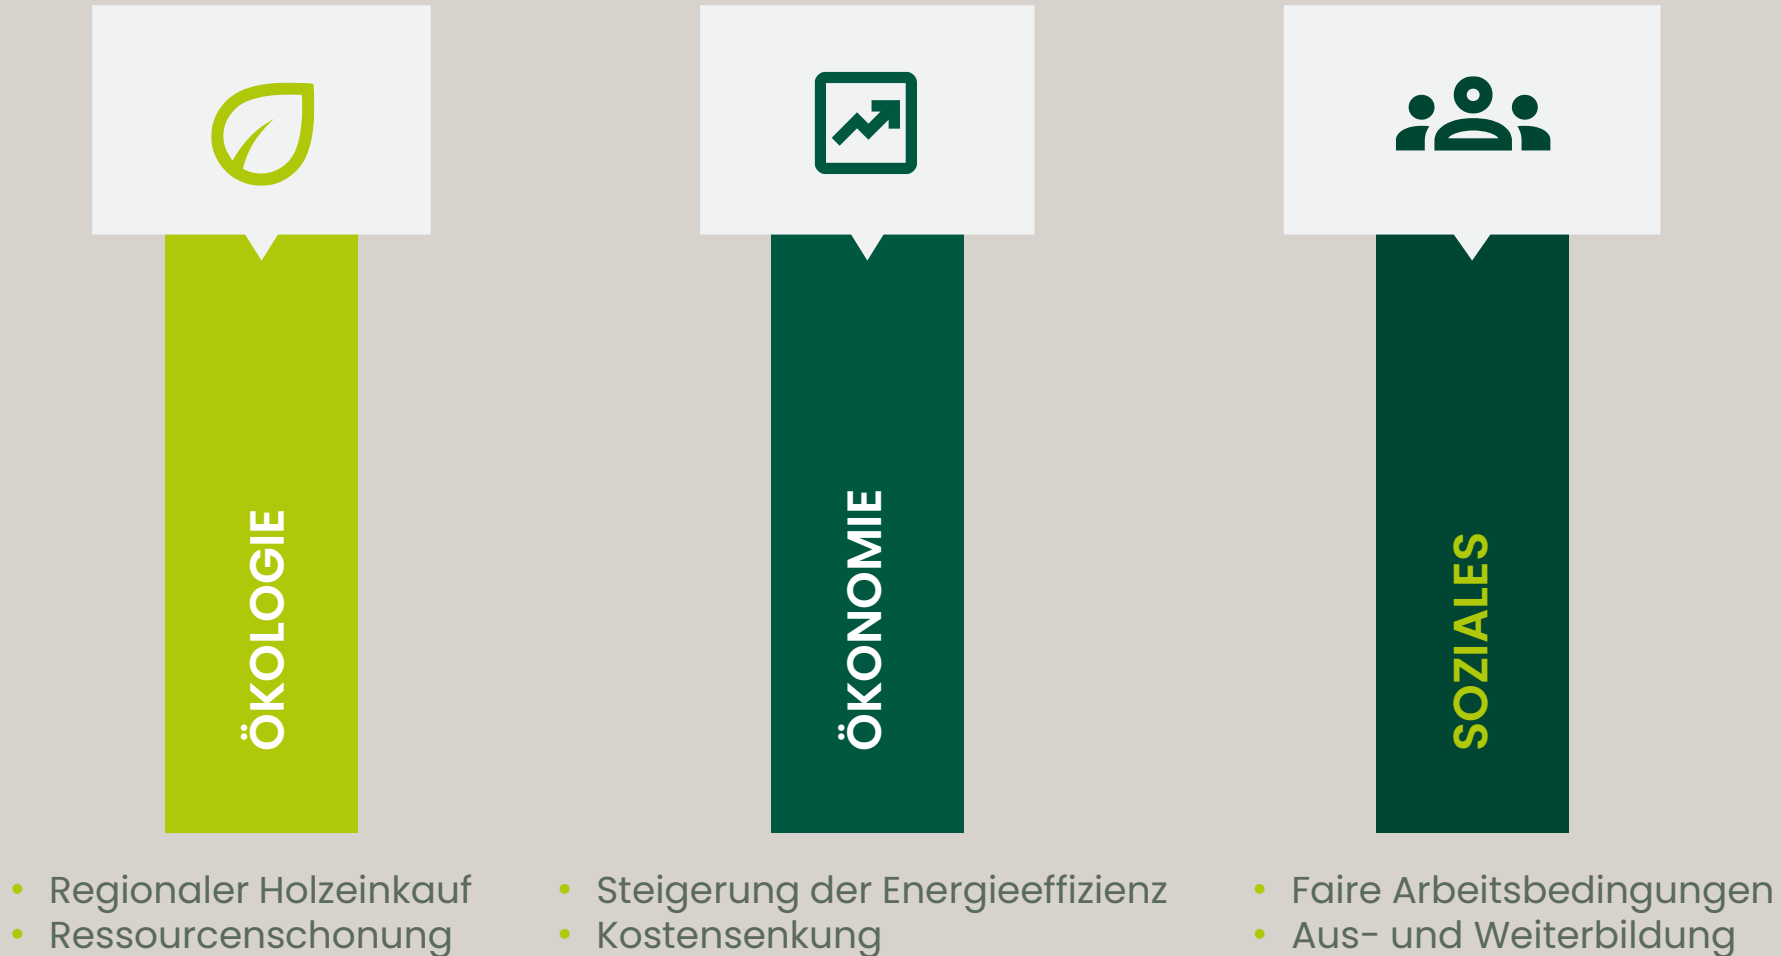 ÖKOLOGIE
ÖKONOMIE
SOZIALES
• Regionaler Holzeinkauf
• Ressourcenschonung
• Steigerung der Energieeffizienz
• Kostensenkung
• Faire Arbeitsbedingungen
• Aus- und Weiterbildung